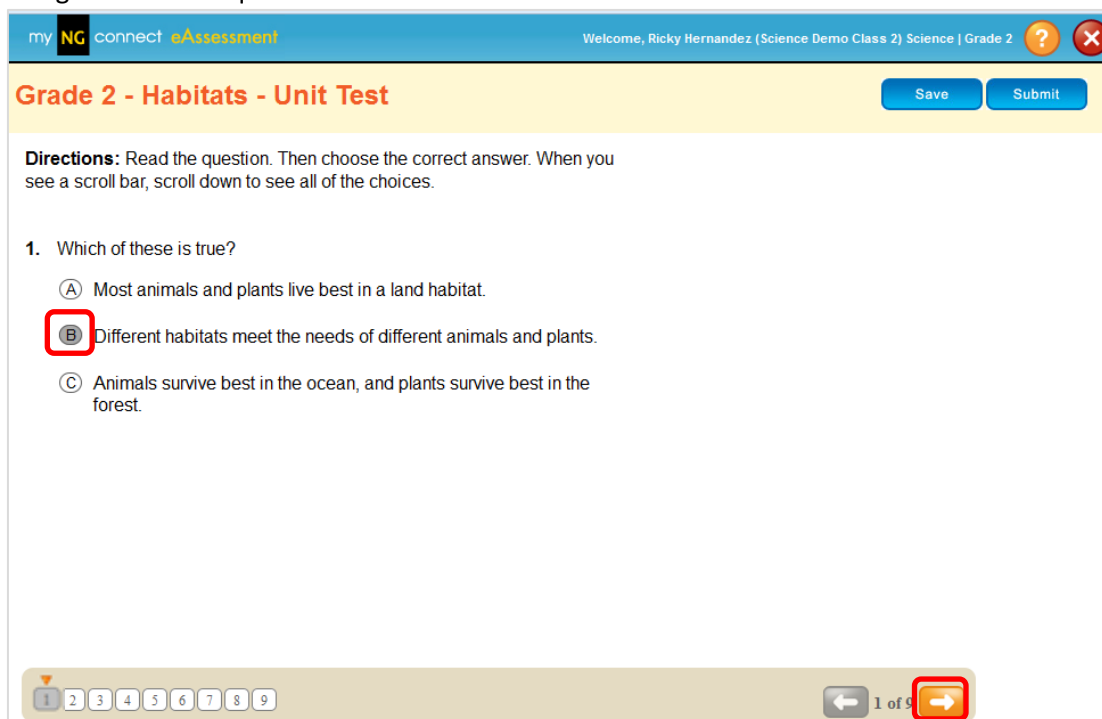 my NG connect eAssessment
Welcome, Ricky Hernandez (Science Demo Class 2) Science | Grade 2
?
Grade 2 - Habitats - Unit Test
Save
Submit
Directions: Read the question. Then choose the correct answer. When you
see a scroll bar, scroll down to see all of the choices.
1. Which of these is true?
A Most animals and plants live best in a land habitat.
B Different habitats meet the needs of different animals and plants.
C Animals survive best in the ocean, and plants survive best in the
forest.
1 2 3 4 5 6 7 8 9
1 of 9